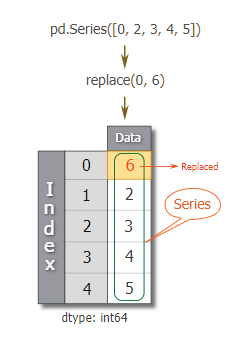 pd.Series([0, 2, 3, 4, 5])
replace(0, 6)
Data
Index
0 6 Replaced
1 2
Series
2 3
3 4
4 5
dtype: int64